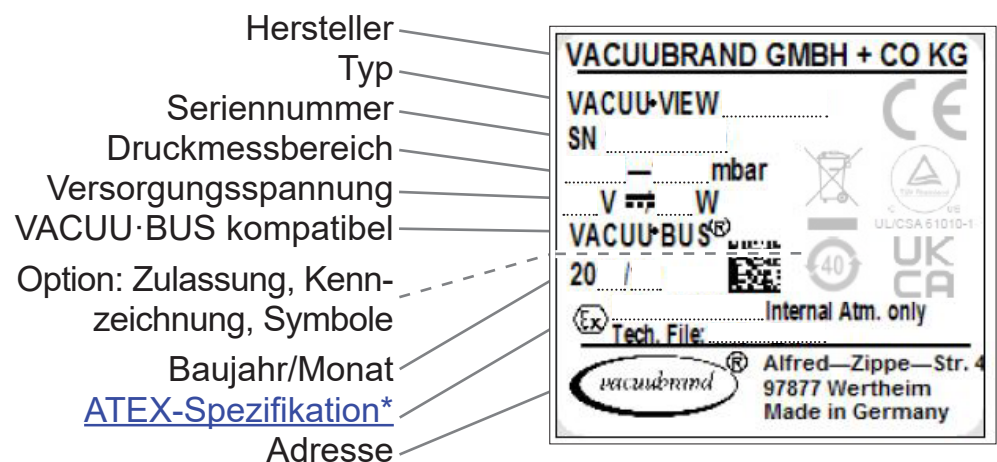 Hersteller
Typ
Seriennummer
Druckmessbereich
Versorgungsspannung
VACUU·BUS kompatibel
Option: Zulassung, Kenn-
zeichnung, Symbole
Baujahr/Monat
ATEX-Spezifikation*
Adresse
VACUUBRAND GMBH + CO KG
VACUU•VIEW
SN
— mbar
V W
VACUU•BUS®
20 /
Ex Internal Atm. only
Tech. File:
vacuubrand ®
Alfred—Zippe—Str. 4
97877 Wertheim
Made in Germany
CE
C US
UL/CSA 61010-1
40
UK
CA